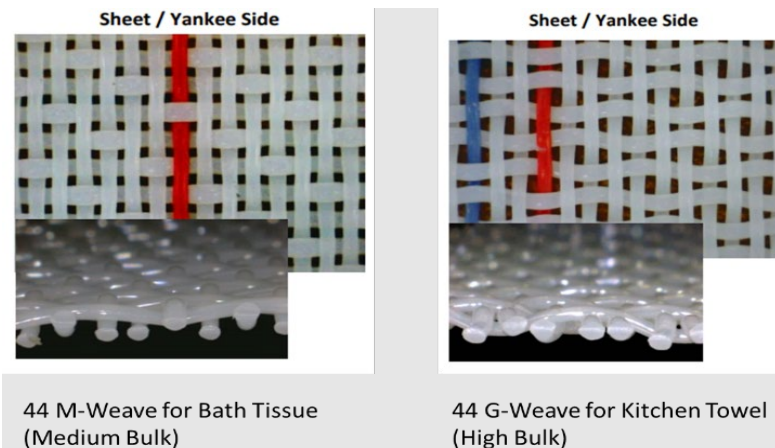 Sheet / Yankee Side
Sheet / Yankee Side
44 M-Weave for Bath Tissue
(Medium Bulk)
44 G-Weave for Kitchen Towel
(High Bulk)